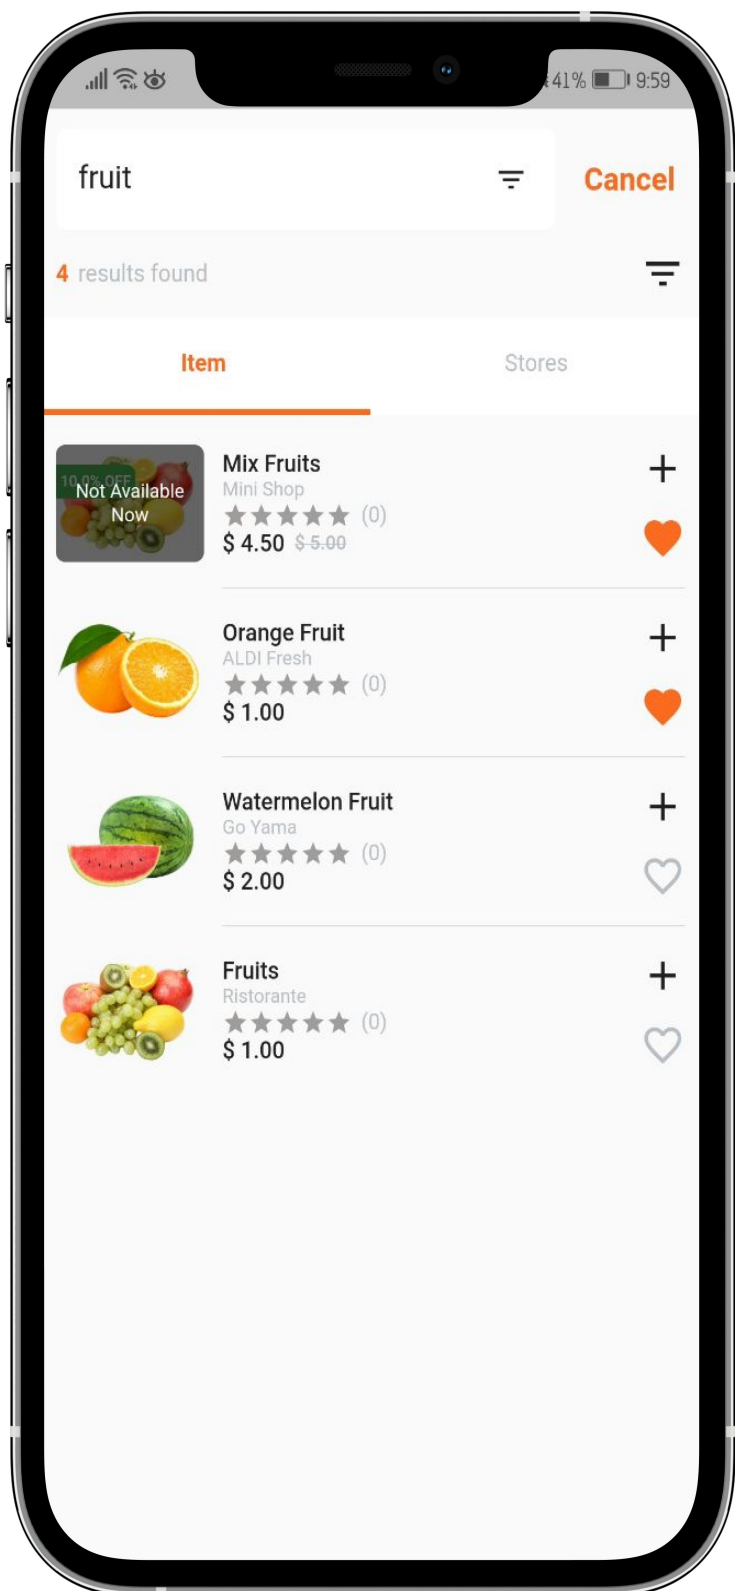 41% 9:59
fruit
Cancel
4 results found
Item
Stores
10.0% OFF
Not Available
Now
Mix Fruits
Mini Shop
(0)
$ 4.50 $ 5.00
Orange Fruit
ALDI Fresh
(0)
$ 1.00
Watermelon Fruit
Go Yama
(0)
$ 2.00
Fruits
Ristorante
(0)
$ 1.00